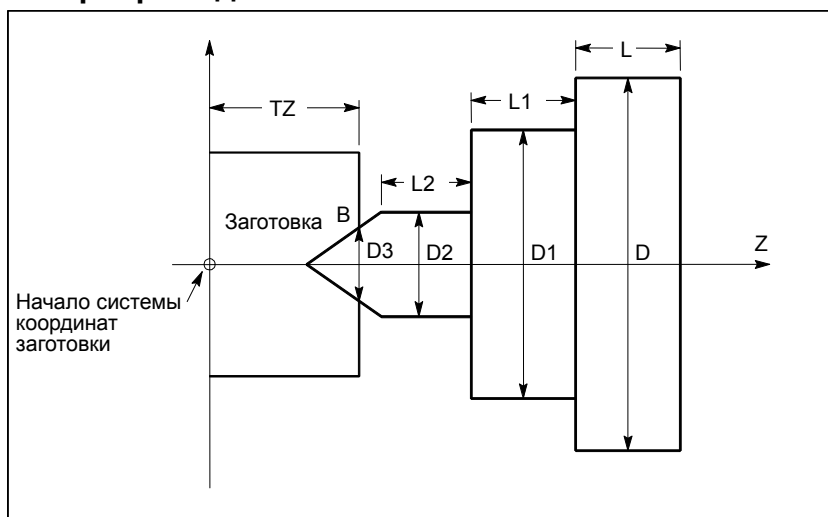 L
TZ
L1
L2
Заготовка
B
D3
D2
D1
D
Z
Начало системы
координат
заготовки